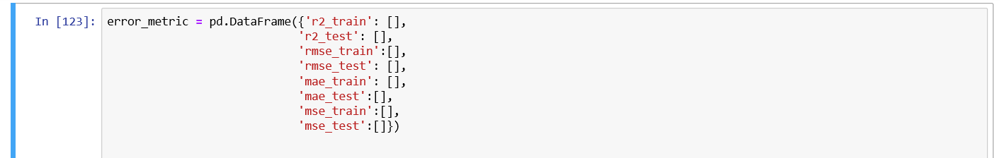 In [123]: error_metric = pd.DataFrame({'r2_train': [],
'r2_test': [],
'rmse_train':[],
'rmse_test': [],
'mae_train': [],
'mae_test':[],
'mse_train':[],
'mse_test':[]})